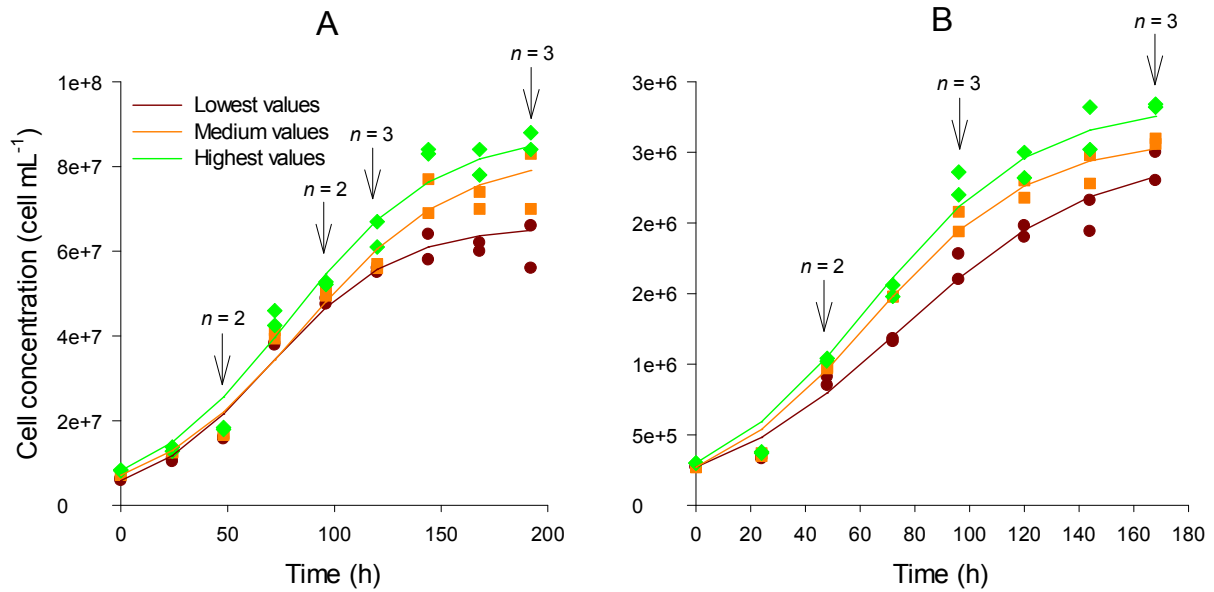 A
B
n = 3
n = 3
n = 3
n = 3
n = 2
n = 2
n = 2
Lowest values
Medium values
Highest values
Cell concentration (cell mL⁻¹)
1e+8
8e+7
6e+7
4e+7
2e+7
0
0 50 100 150 200
Time (h)
3e+6
3e+6
2e+6
2e+6
1e+6
5e+5
0
0 20 40 60 80 100 120 140 160 180
Time (h)